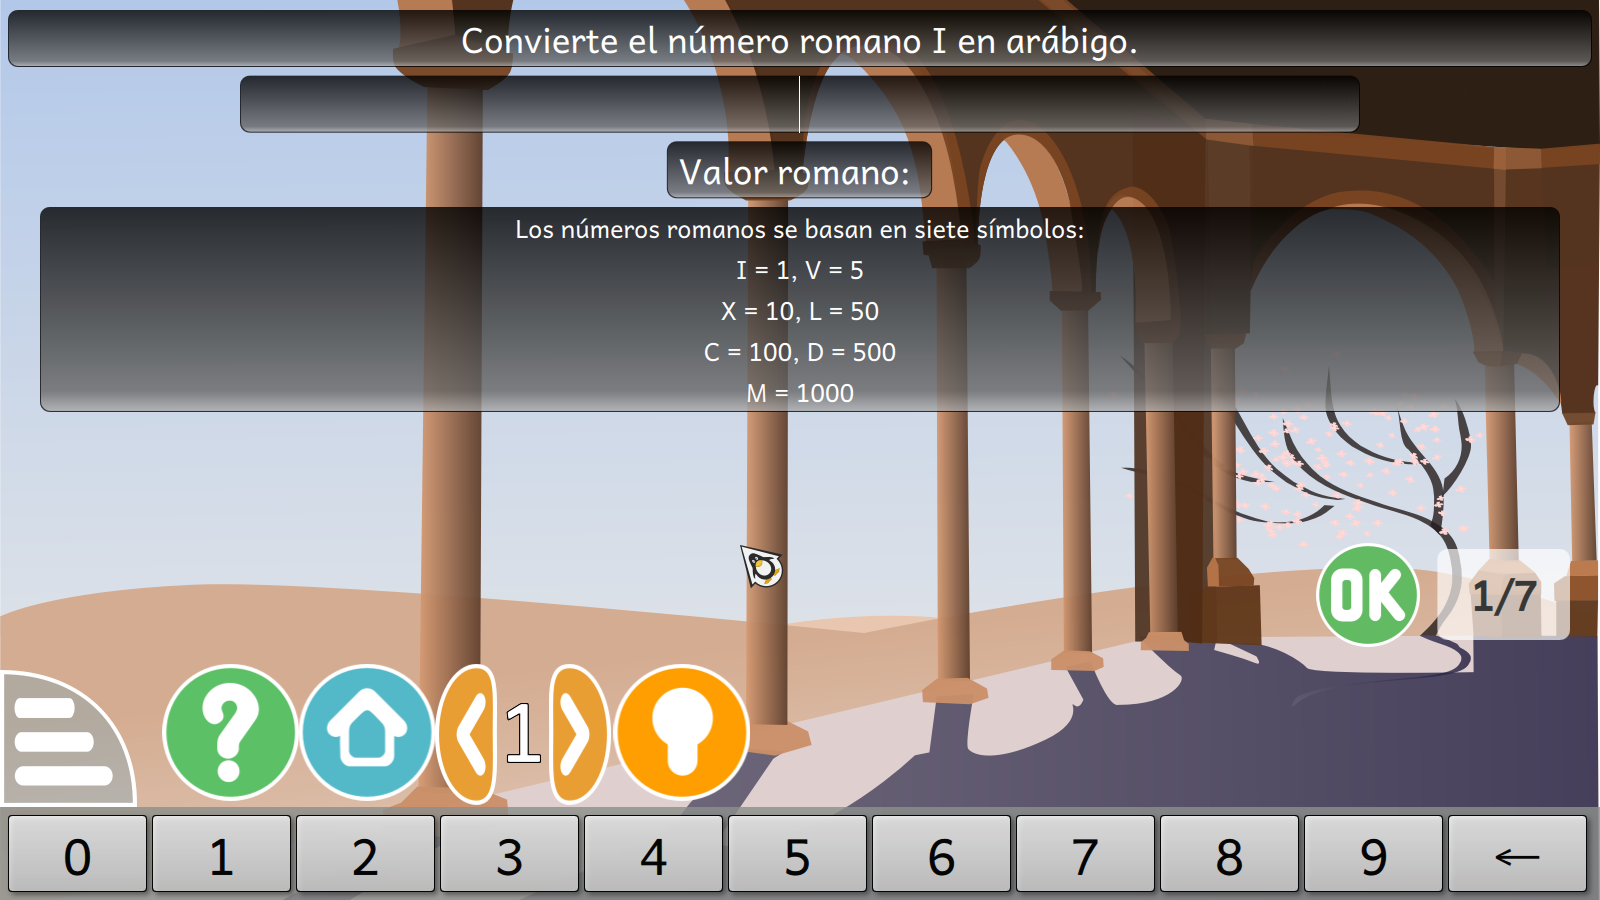 Convierte el número romano I en arábigo.
Valor romano:
Los números romanos se basan en siete símbolos:
I = 1, V = 5
X = 10, L = 50
C = 100, D = 500
M = 1000
OK
1/7
?
1
0 1 2 3 4 5 6 7 8 9 ←